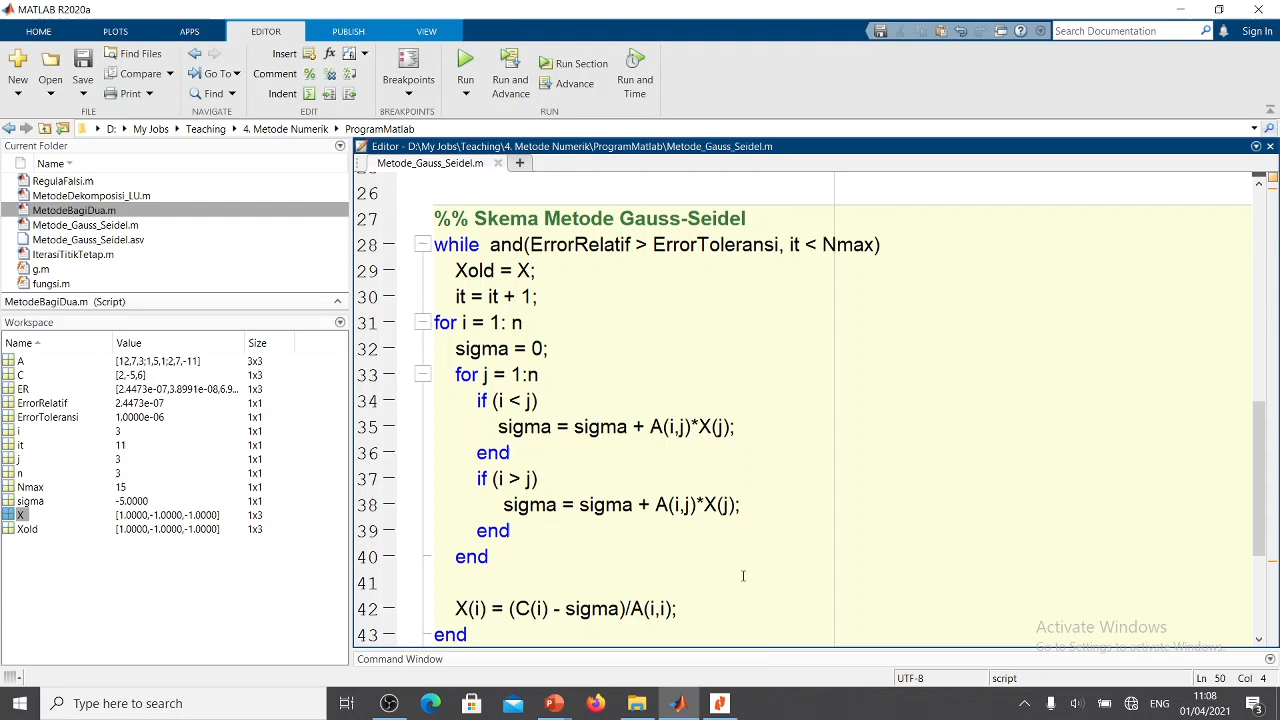 MATLAB R2020a
HOME PLOTS APPS EDITOR VIEW PUBLISH
Search Documentation
Sign In
New
Open
Save
Find Files
Compare
Print
FILE
Go To
Find
NAVIGATE
Insert
Comment
Indent
EDIT
Breakpoints
BREAKPOINTS
Run
Run and Advance
Run Section
Advance
Run and Time
RUN
D: My Jobs Teaching 4. Metode Numerik ProgramMatlab
Current Folder
Name
RegulaFalsi.m
MetodeDekomposisi_LU.m
MetodeBagiDua.m
Metode_Gauss_Seidel.m
Metode_Gauss_Seidel.asv
IterasiTitikTetap.m
g.m
fungsi.m
MetodeBagiDua.m (Script)
Workspace
Name Value Size
A [12,7,3;1,5,1;2,7,-11] 3x3
C [2,-5,6] 1x3
ER [2.4473e-07,3.8991e-08,6.9... 1x3
ErrorRelatif 2.4473e-07 1x1
ErrorToleransi 1.0000e-06 1x1
i 3 1x1
it 11 1x1
j 3 1x1
n 3 1x1
Nmax 15 1x1
sigma -5.0000 1x1
X [1.0000,-1.0000,-1.0000] 1x3
Xold [1.0000,-1.0000,-1.0000] 1x3
Editor - D:\My Jobs\Teaching\4. Metode Numerik\ProgramMatlab\Metode_Gauss_Seidel.m
Metode_Gauss_Seidel.m
26
27 %% Skema Metode Gauss-Seidel
28 while and(ErrorRelatif > ErrorToleransi, it < Nmax)
29 Xold = X;
30 it = it + 1;
31 for i = 1: n
32 sigma = 0;
33 for j = 1:n
34 if (i < j)
35 sigma = sigma + A(i,j)*X(j);
36 end
37 if (i > j)
38 sigma = sigma + A(i,j)*X(j);
39 end
40 end
41
42 X(i) = (C(i) - sigma)/A(i,i);
43 end
Activate Windows
Go to Settings to activate Windows.
Command Window
UTF-8 script Ln 50 Col 4
Type here to search
ENG
11:08
01/04/2021
3